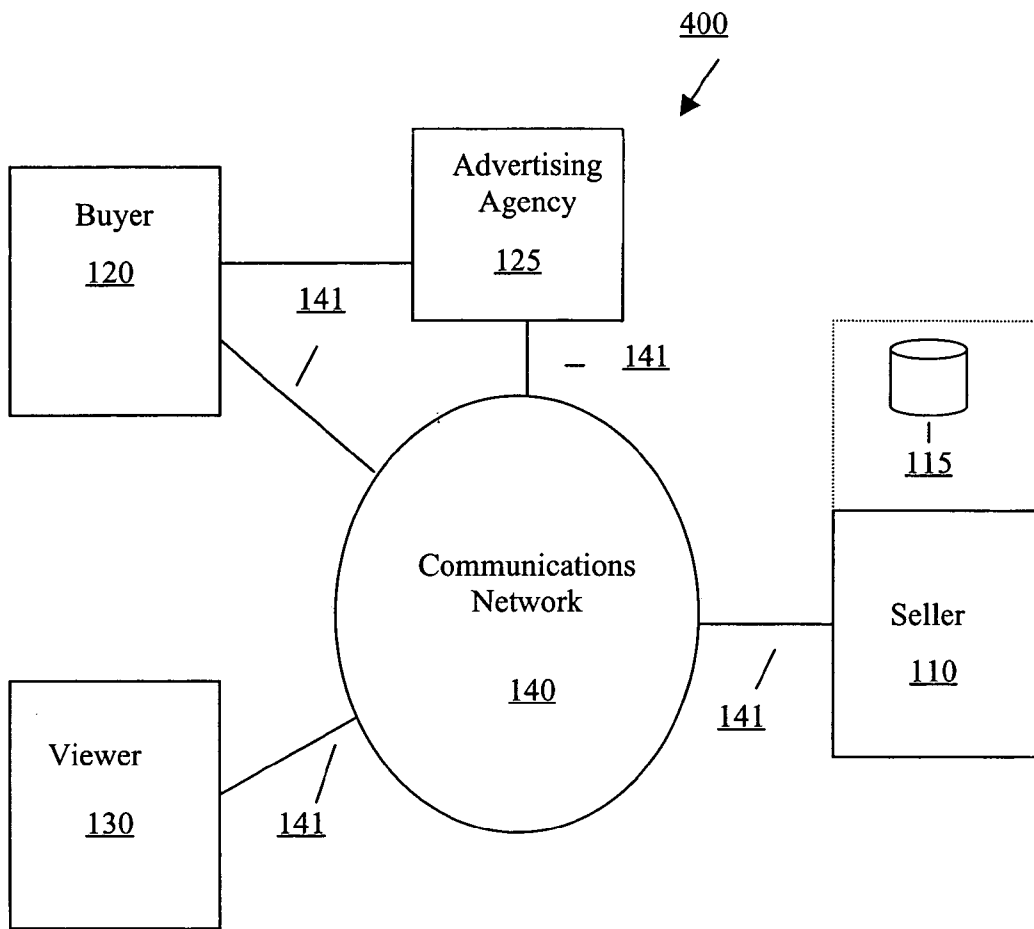 400
Advertising
Agency
125
Buyer
120
141
141
115
Communications
Network
140
Seller
110
141
Viewer
130
141